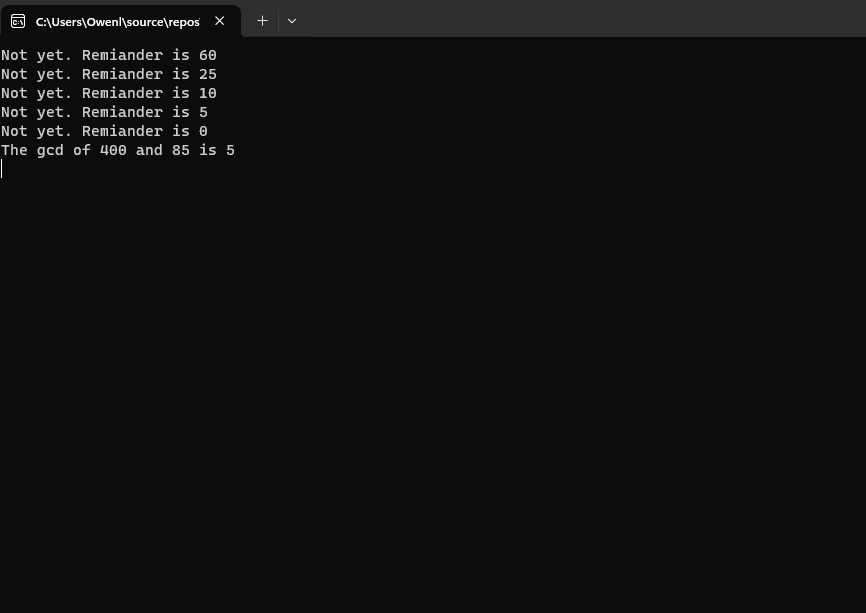 C:\Users\Owenl\source\repos
Not yet. Remiander is 60
Not yet. Remiander is 25
Not yet. Remiander is 10
Not yet. Remiander is 5
Not yet. Remiander is 0
The gcd of 400 and 85 is 5